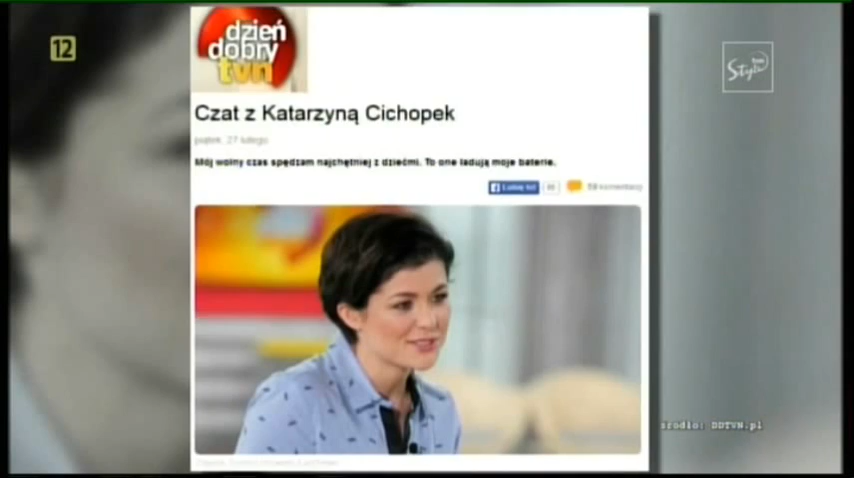 12
dzień
dobry
tvn
Style
Czat z Katarzyną Cichopek
piątek, 27 lutego
Mój wolny czas spędzam najchętniej z dziećmi. To one ładują moje baterie.
Lubię to! komentarzy
źródło: DDTVN.pl